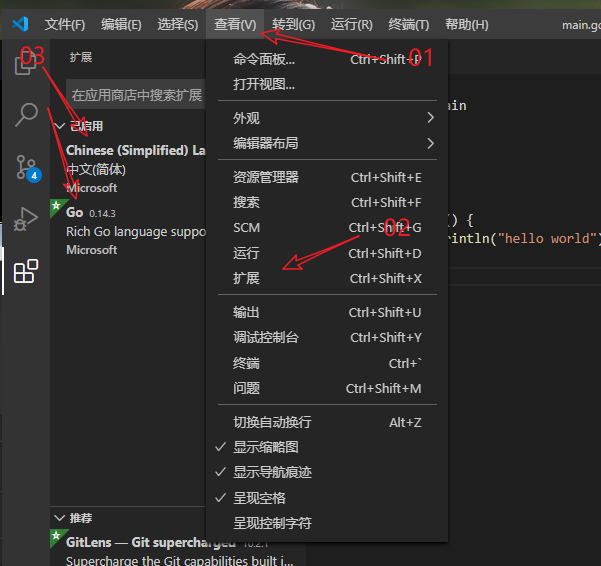 文件(F) 编辑(E) 选择(S) 查看(V) 转到(G) 运行(R) 终端(T) 帮助(H) main.go
03
01
扩展
在应用商店中搜索扩展
已启用
Chinese (Simplified) La
中文(简体)
Microsoft
Go 0.14.3
Rich Go language suppo
Microsoft
4
推荐
GitLens — Git supercharged 10.2.1
Supercharge the Git capabilities built i...
命令面板... Ctrl+Shift+P
打开视图...
外观
编辑器布局
资源管理器 Ctrl+Shift+E
搜索 Ctrl+Shift+F
SCM Ctrl+Shift+G
02
运行 Ctrl+Shift+D
扩展 Ctrl+Shift+X
输出 Ctrl+Shift+U
调试控制台 Ctrl+Shift+Y
终端 Ctrl+`
问题 Ctrl+Shift+M
切换自动换行 Alt+Z
显示缩略图
显示导航痕迹
呈现空格
呈现控制字符
ain
() {
rintln("hello world")